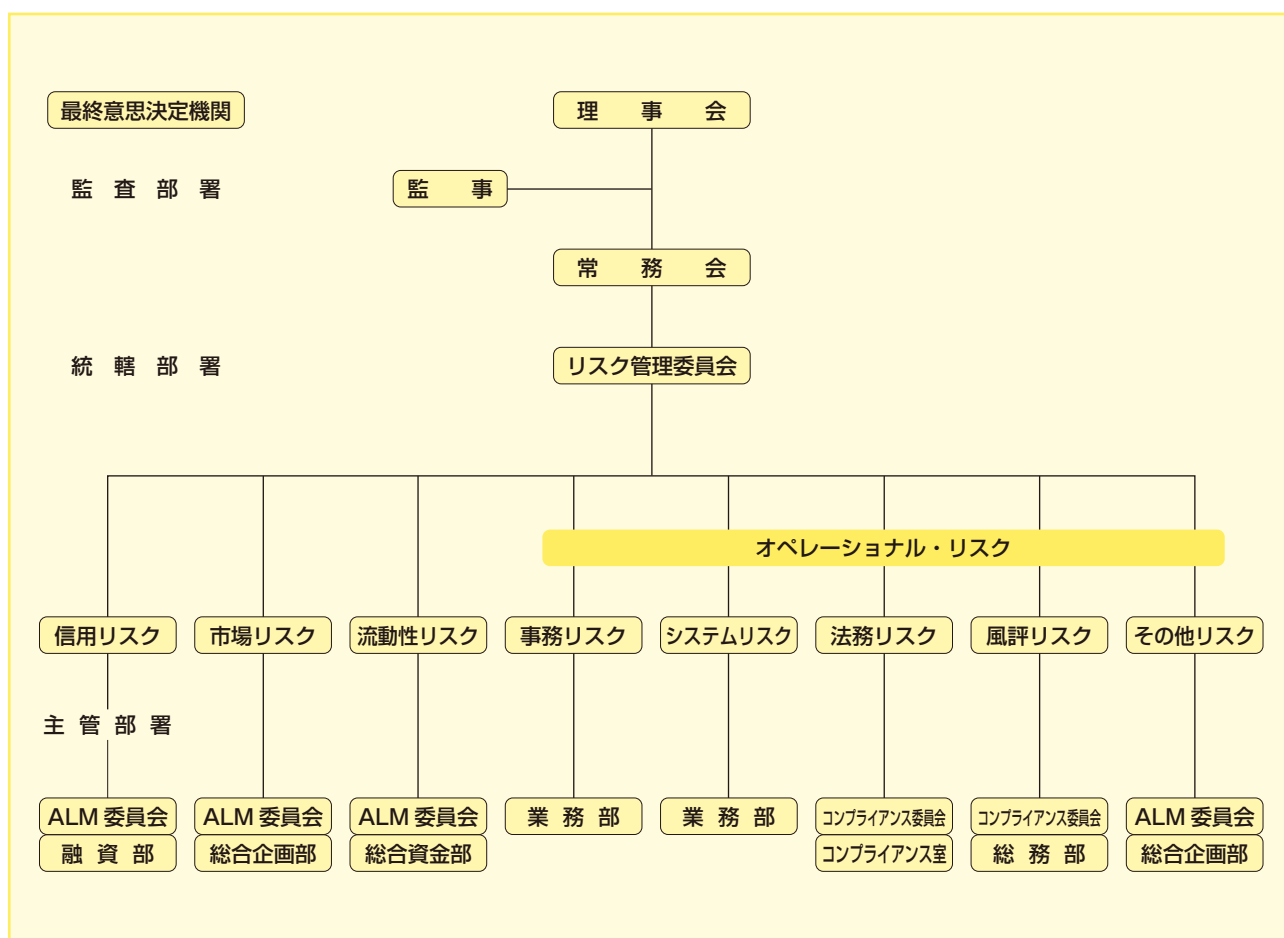 最終意思決定機関
理事会
監査部署
監事
常務会
統轄部署
リスク管理委員会
オペレーショナル・リスク
信用リスク
市場リスク
流動性リスク
事務リスク
システムリスク
法務リスク
風評リスク
その他リスク
主管部署
ALM 委員会
融資部
ALM 委員会
総合企画部
ALM 委員会
総合資金部
業務部
業務部
コンプライアンス委員会
コンプライアンス室
コンプライアンス委員会
総務部
ALM 委員会
総合企画部